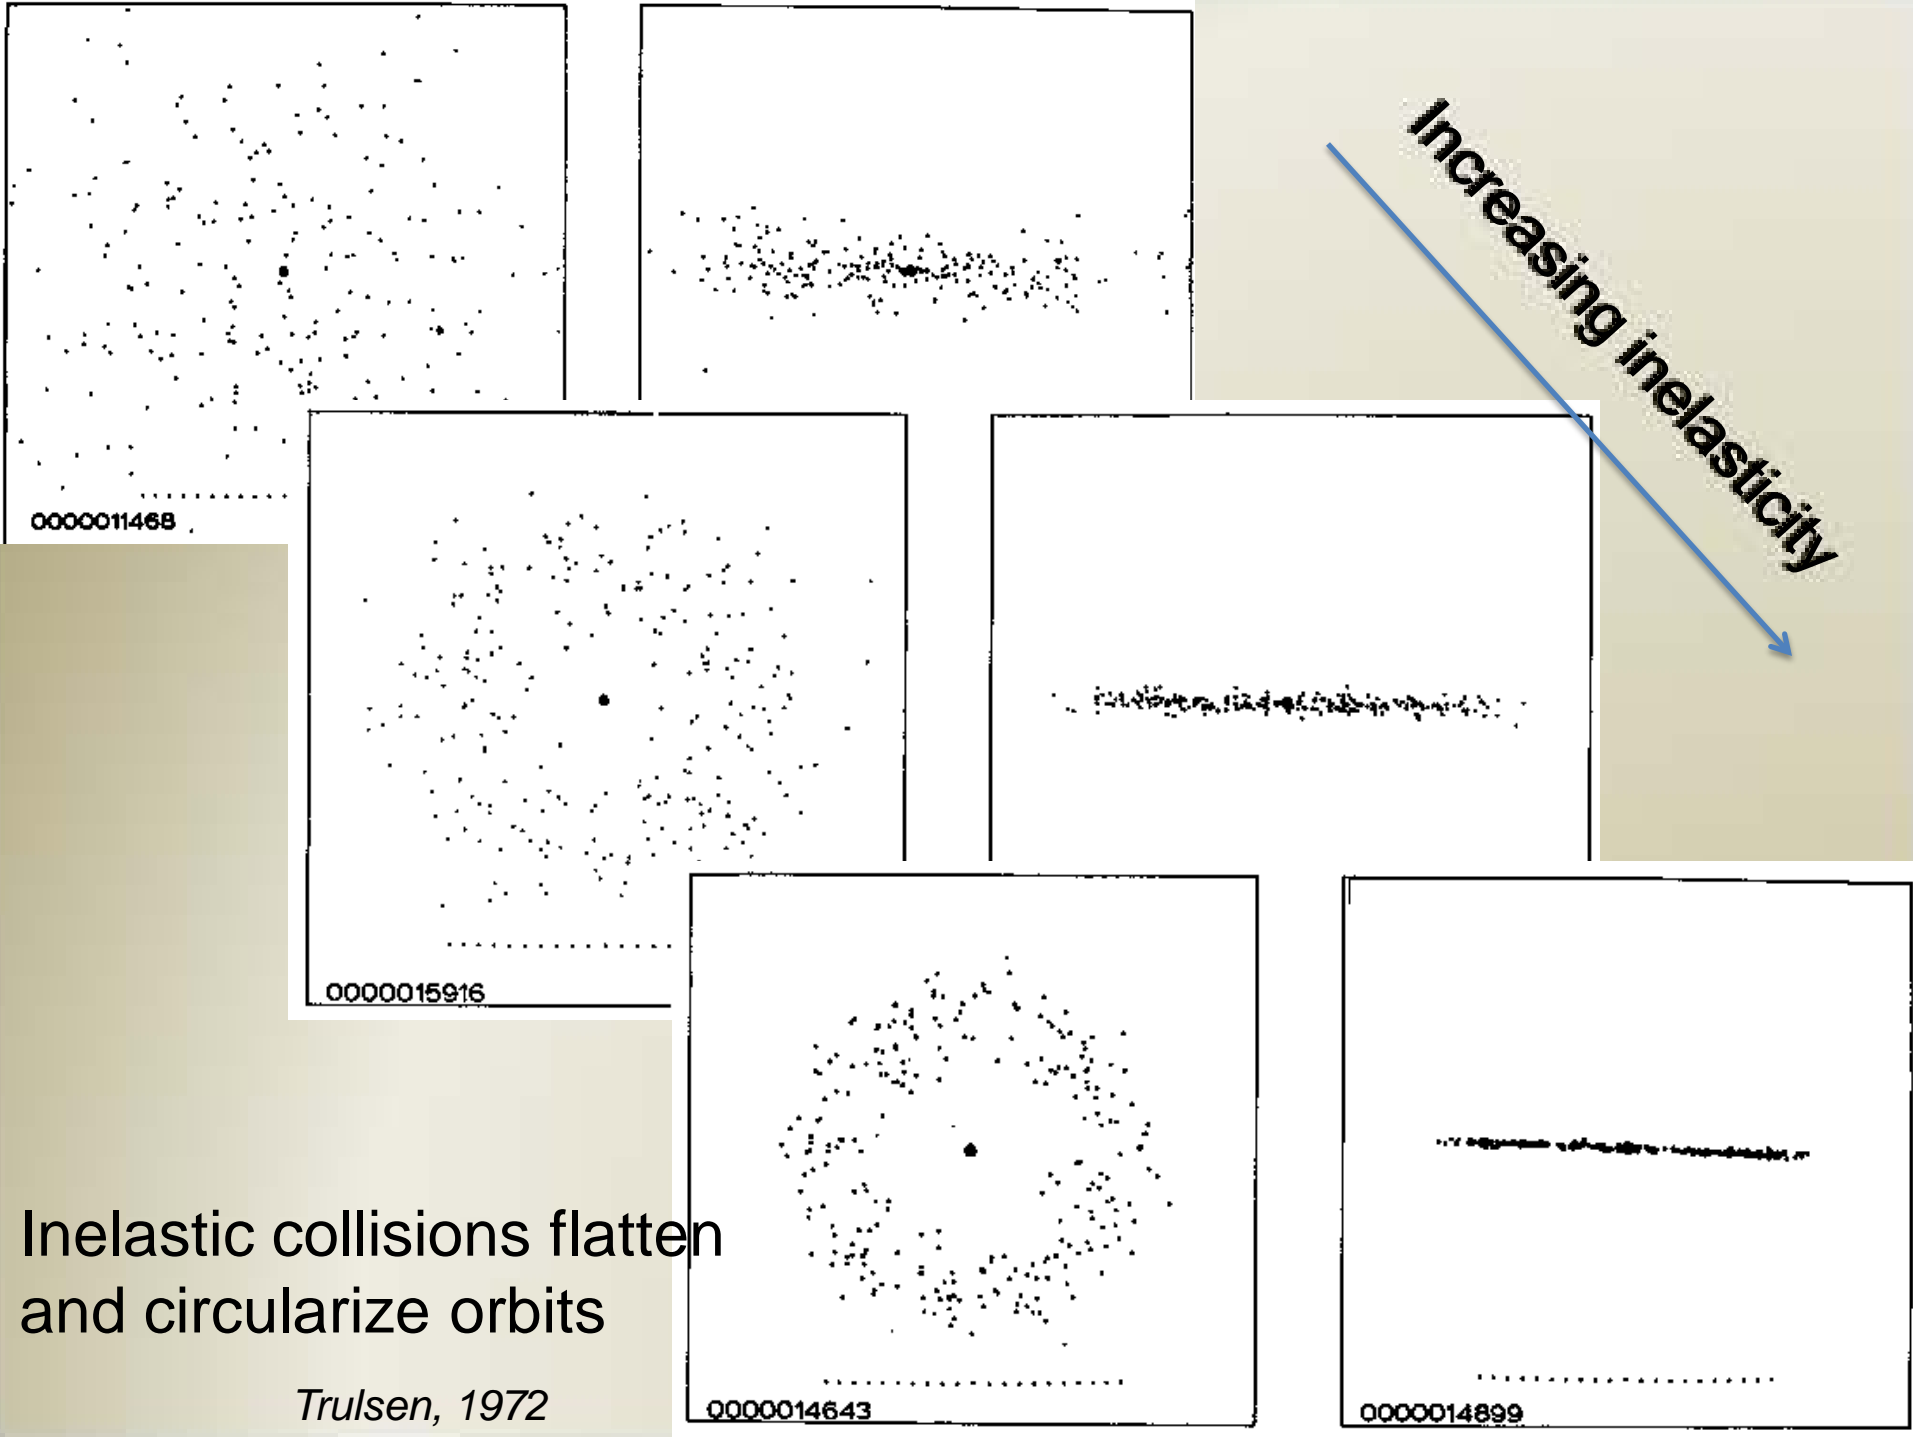 Increasing inelasticity
0000011468
0000015916
Inelastic collisions flatten
and circularize orbits
Trulsen, 1972
0000014643
0000014899